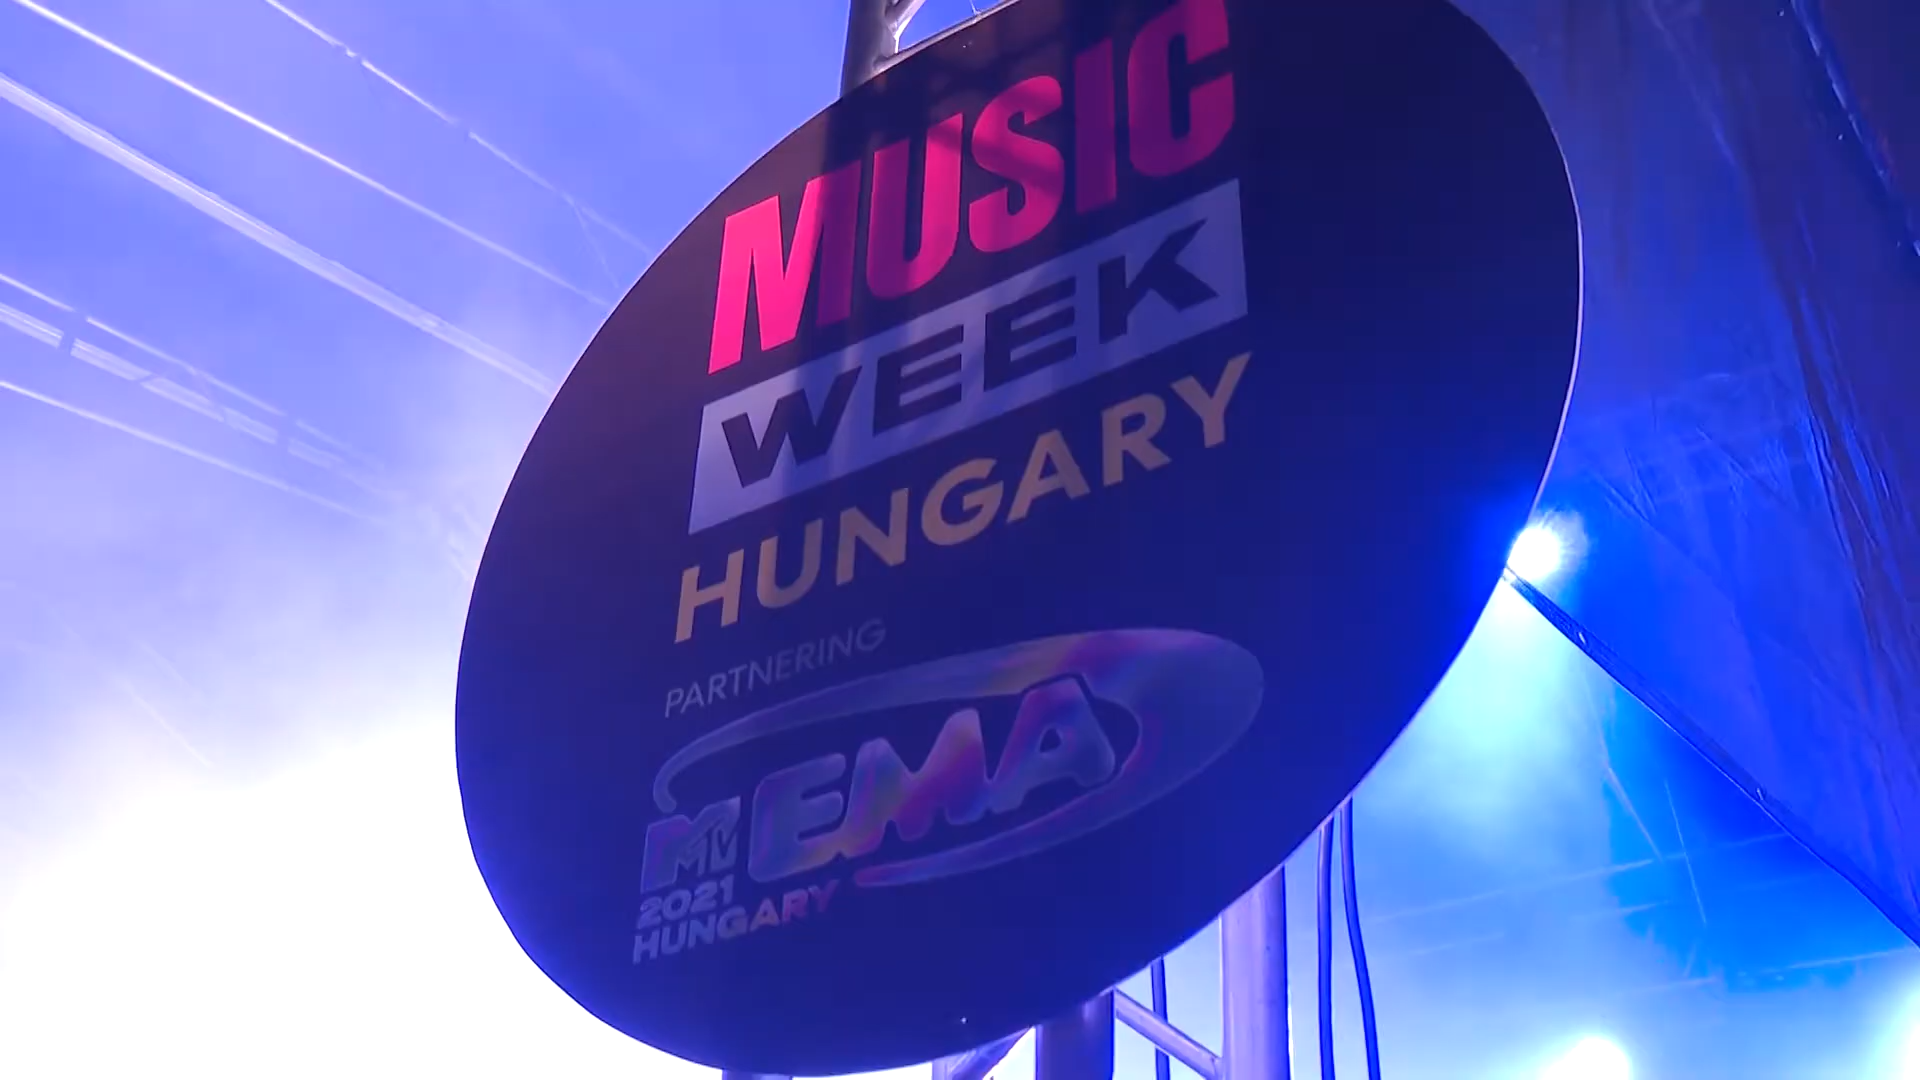 MUSIC
WEEK
HUNGARY
PARTNERING
MTV EMA
2021
HUNGARY